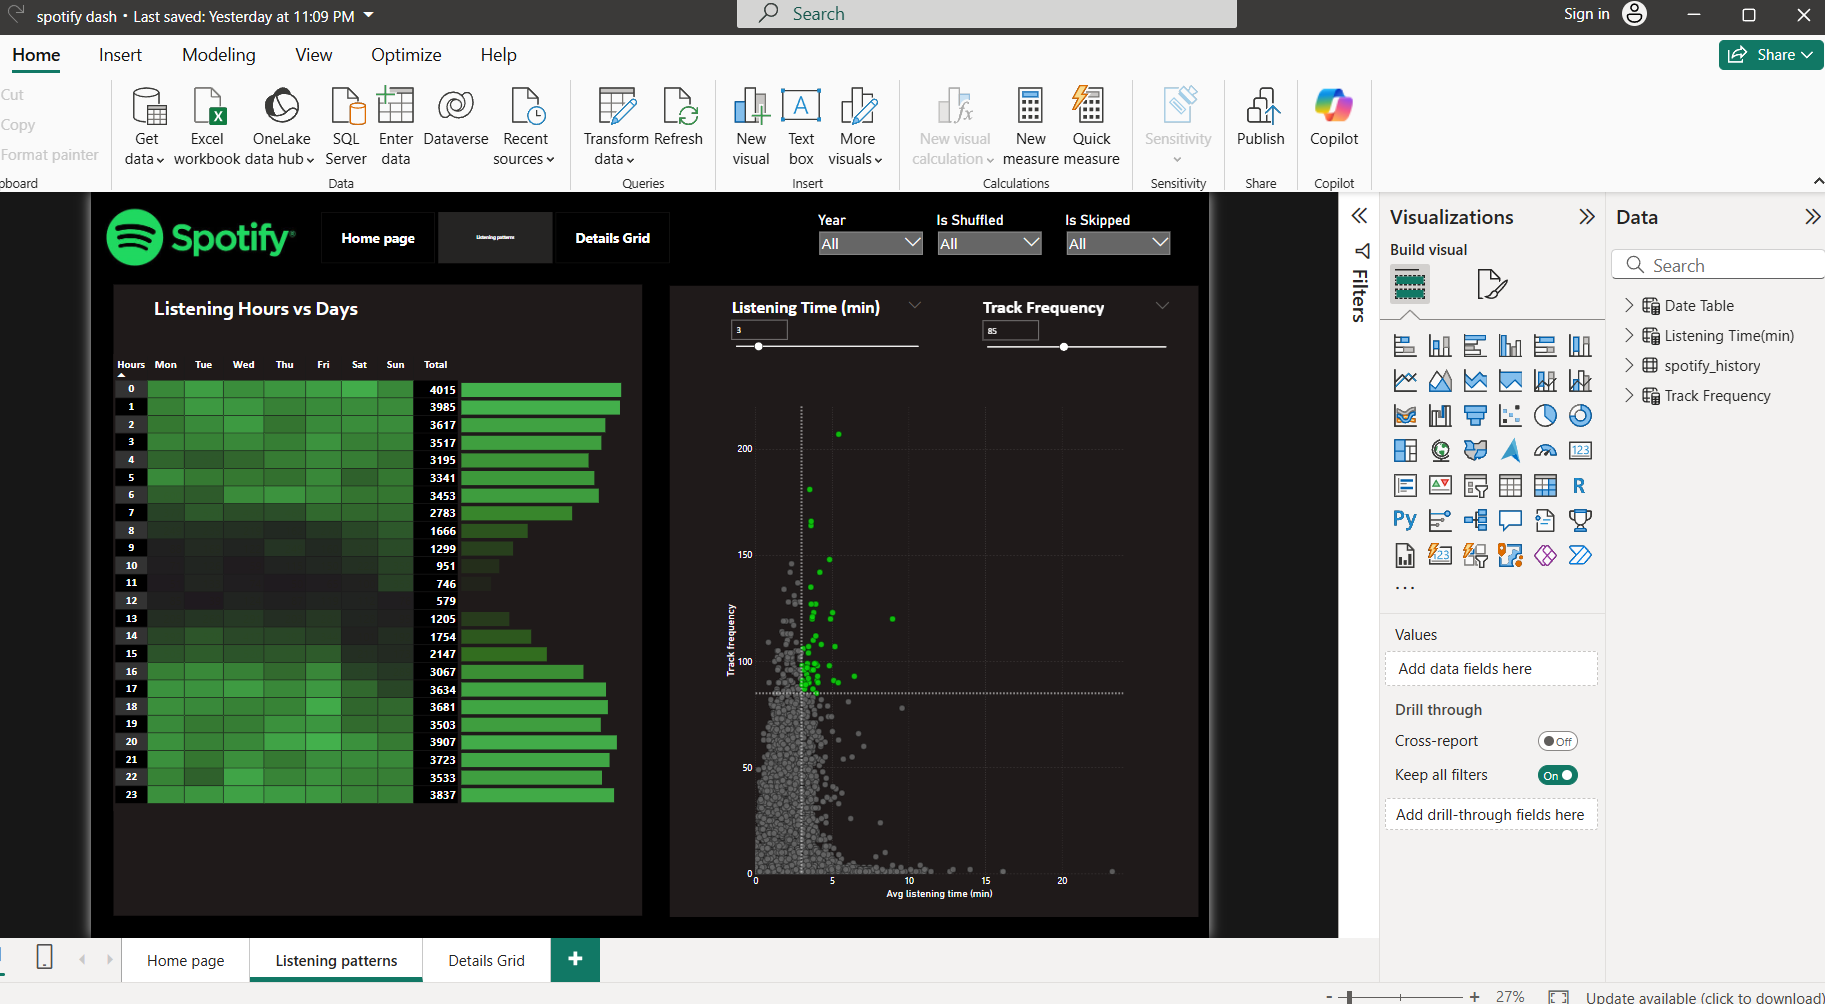 spotify dash • Last saved: Yesterday at 11:09 PM
Search
Sign in
Home Insert Modeling View Optimize Help
Share
Cut
Copy
Format painter
pboard
Get data
Excel workbook
OneLake data hub
SQL Server
Enter data
Dataverse
Recent sources
Data
Transform data
Refresh
Queries
New visual
Text box
More visuals
Insert
New visual calculation
New measure
Quick measure
Calculations
Sensitivity
Sensitivity
Publish
Share
Copilot
Copilot
Spotify
Home page
Listening patterns
Details Grid
Year
All
Is Shuffled
All
Is Skipped
All
Listening Hours vs Days
Hours Mon Tue Wed Thu Fri Sat Sun Total
0 4015
1 3985
2 3617
3 3517
4 3195
5 3341
6 3453
7 2783
8 1666
9 1299
10 951
11 746
12 579
13 1205
14 1754
15 2147
16 3067
17 3634
18 3681
19 3503
20 3907
21 3723
22 3533
23 3837
Listening Time (min)
3
Track Frequency
85
Track frequency
200
150
100
50
0
0 5 10 15 20
Avg listening time (min)
Filters
Visualizations
Build visual
123
R
Py
123
...
Values
Add data fields here
Drill through
Cross-report
Off
Keep all filters
On
Add drill-through fields here
Data
Search
Date Table
Listening Time(min)
spotify_history
Track Frequency
Home page
Listening patterns
Details Grid
+
- + 27%
Update available (click to download)